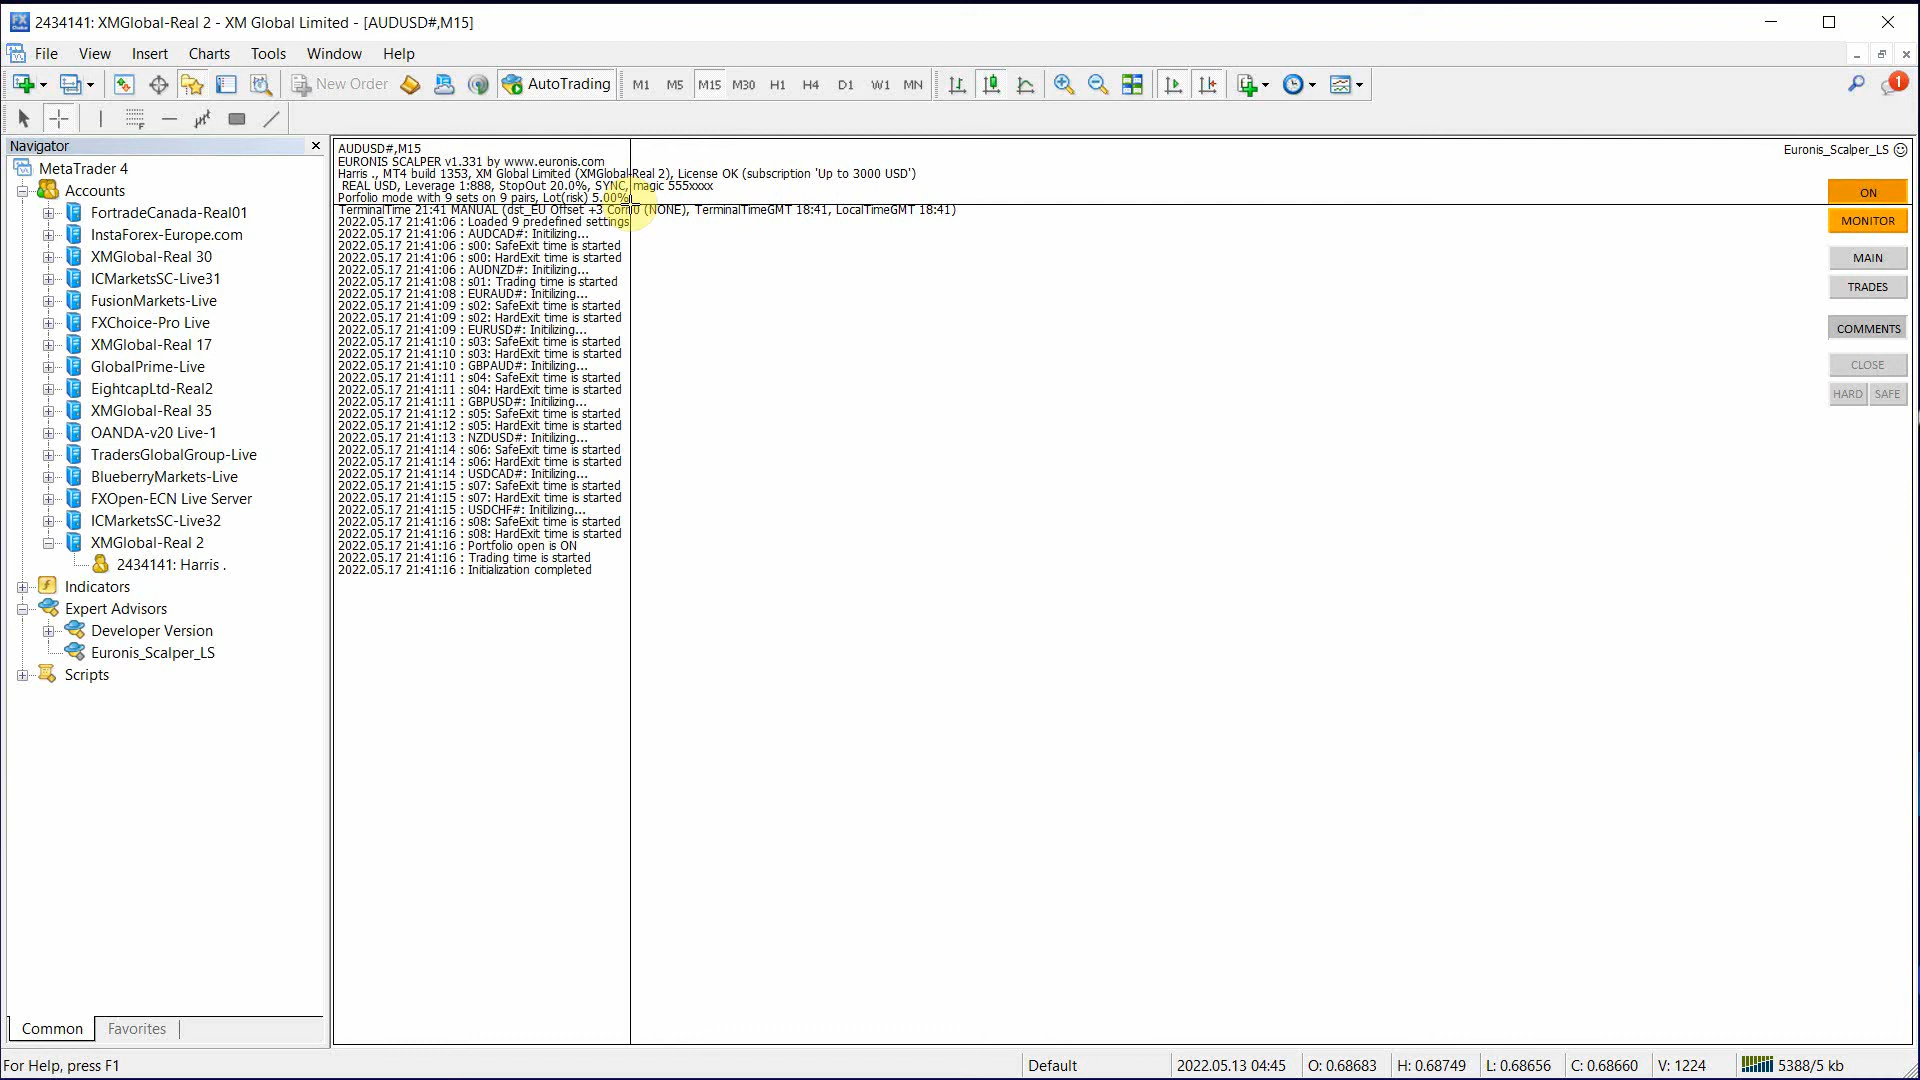 2434141: XMGlobal-Real 2 - XM Global Limited - [AUDUSD#,M15]
File View Insert Charts Tools Window Help
New Order AutoTrading M1 M5 M15 M30 H1 H4 D1 W1 MN 1
Navigator
MetaTrader 4
Accounts
FortradeCanada-Real01
InstaForex-Europe.com
XMGlobal-Real 30
ICMarketsSC-Live31
FusionMarkets-Live
FXChoice-Pro Live
XMGlobal-Real 17
GlobalPrime-Live
EightcapLtd-Real2
XMGlobal-Real 35
OANDA-v20 Live-1
TradersGlobalGroup-Live
BlueberryMarkets-Live
FXOpen-ECN Live Server
ICMarketsSC-Live32
XMGlobal-Real 2
2434141: Harris .
Indicators
Expert Advisors
Developer Version
Euronis_Scalper_LS
Scripts
Common Favorites
AUDUSD#,M15
EURONIS SCALPER v1.331 by www.euronis.com
Harris ., MT4 build 1353, XM Global Limited (XMGlobal-Real 2), License OK (subscription 'Up to 3000 USD')
REAL USD, Leverage 1:888, StopOut 20.0%, SYNC, magic 555xxxx
Porfolio mode with 9 sets on 9 pairs, Lot(risk) 5.00%
TerminalTime 21:41 MANUAL (dst_EU Offset +3 Corr 0 (NONE), TerminalTimeGMT 18:41, LocalTimeGMT 18:41)
2022.05.17 21:41:06 : Loaded 9 predefined settings
2022.05.17 21:41:06 : AUDCAD#: Initilizing...
2022.05.17 21:41:06 : s00: SafeExit time is started
2022.05.17 21:41:06 : s00: HardExit time is started
2022.05.17 21:41:06 : AUDNZD#: Initilizing...
2022.05.17 21:41:08 : s01: Trading time is started
2022.05.17 21:41:08 : EURAUD#: Initilizing...
2022.05.17 21:41:09 : s02: SafeExit time is started
2022.05.17 21:41:09 : s02: HardExit time is started
2022.05.17 21:41:09 : EURUSD#: Initilizing...
2022.05.17 21:41:10 : s03: SafeExit time is started
2022.05.17 21:41:10 : s03: HardExit time is started
2022.05.17 21:41:10 : GBPAUD#: Initilizing...
2022.05.17 21:41:11 : s04: SafeExit time is started
2022.05.17 21:41:11 : s04: HardExit time is started
2022.05.17 21:41:11 : GBPUSD#: Initilizing...
2022.05.17 21:41:12 : s05: SafeExit time is started
2022.05.17 21:41:12 : s05: HardExit time is started
2022.05.17 21:41:13 : NZDUSD#: Initilizing...
2022.05.17 21:41:14 : s06: SafeExit time is started
2022.05.17 21:41:14 : s06: HardExit time is started
2022.05.17 21:41:14 : USDCAD#: Initilizing...
2022.05.17 21:41:15 : s07: SafeExit time is started
2022.05.17 21:41:15 : s07: HardExit time is started
2022.05.17 21:41:15 : USDCHF#: Initilizing...
2022.05.17 21:41:16 : s08: SafeExit time is started
2022.05.17 21:41:16 : s08: HardExit time is started
2022.05.17 21:41:16 : Portfolio open is ON
2022.05.17 21:41:16 : Trading time is started
2022.05.17 21:41:16 : Initialization completed
Euronis_Scalper_LS
ON
MONITOR
MAIN
TRADES
COMMENTS
CLOSE
HARD SAFE
For Help, press F1 Default 2022.05.13 04:45 O: 0.68683 H: 0.68749 L: 0.68656 C: 0.68660 V: 1224 5388/5 kb